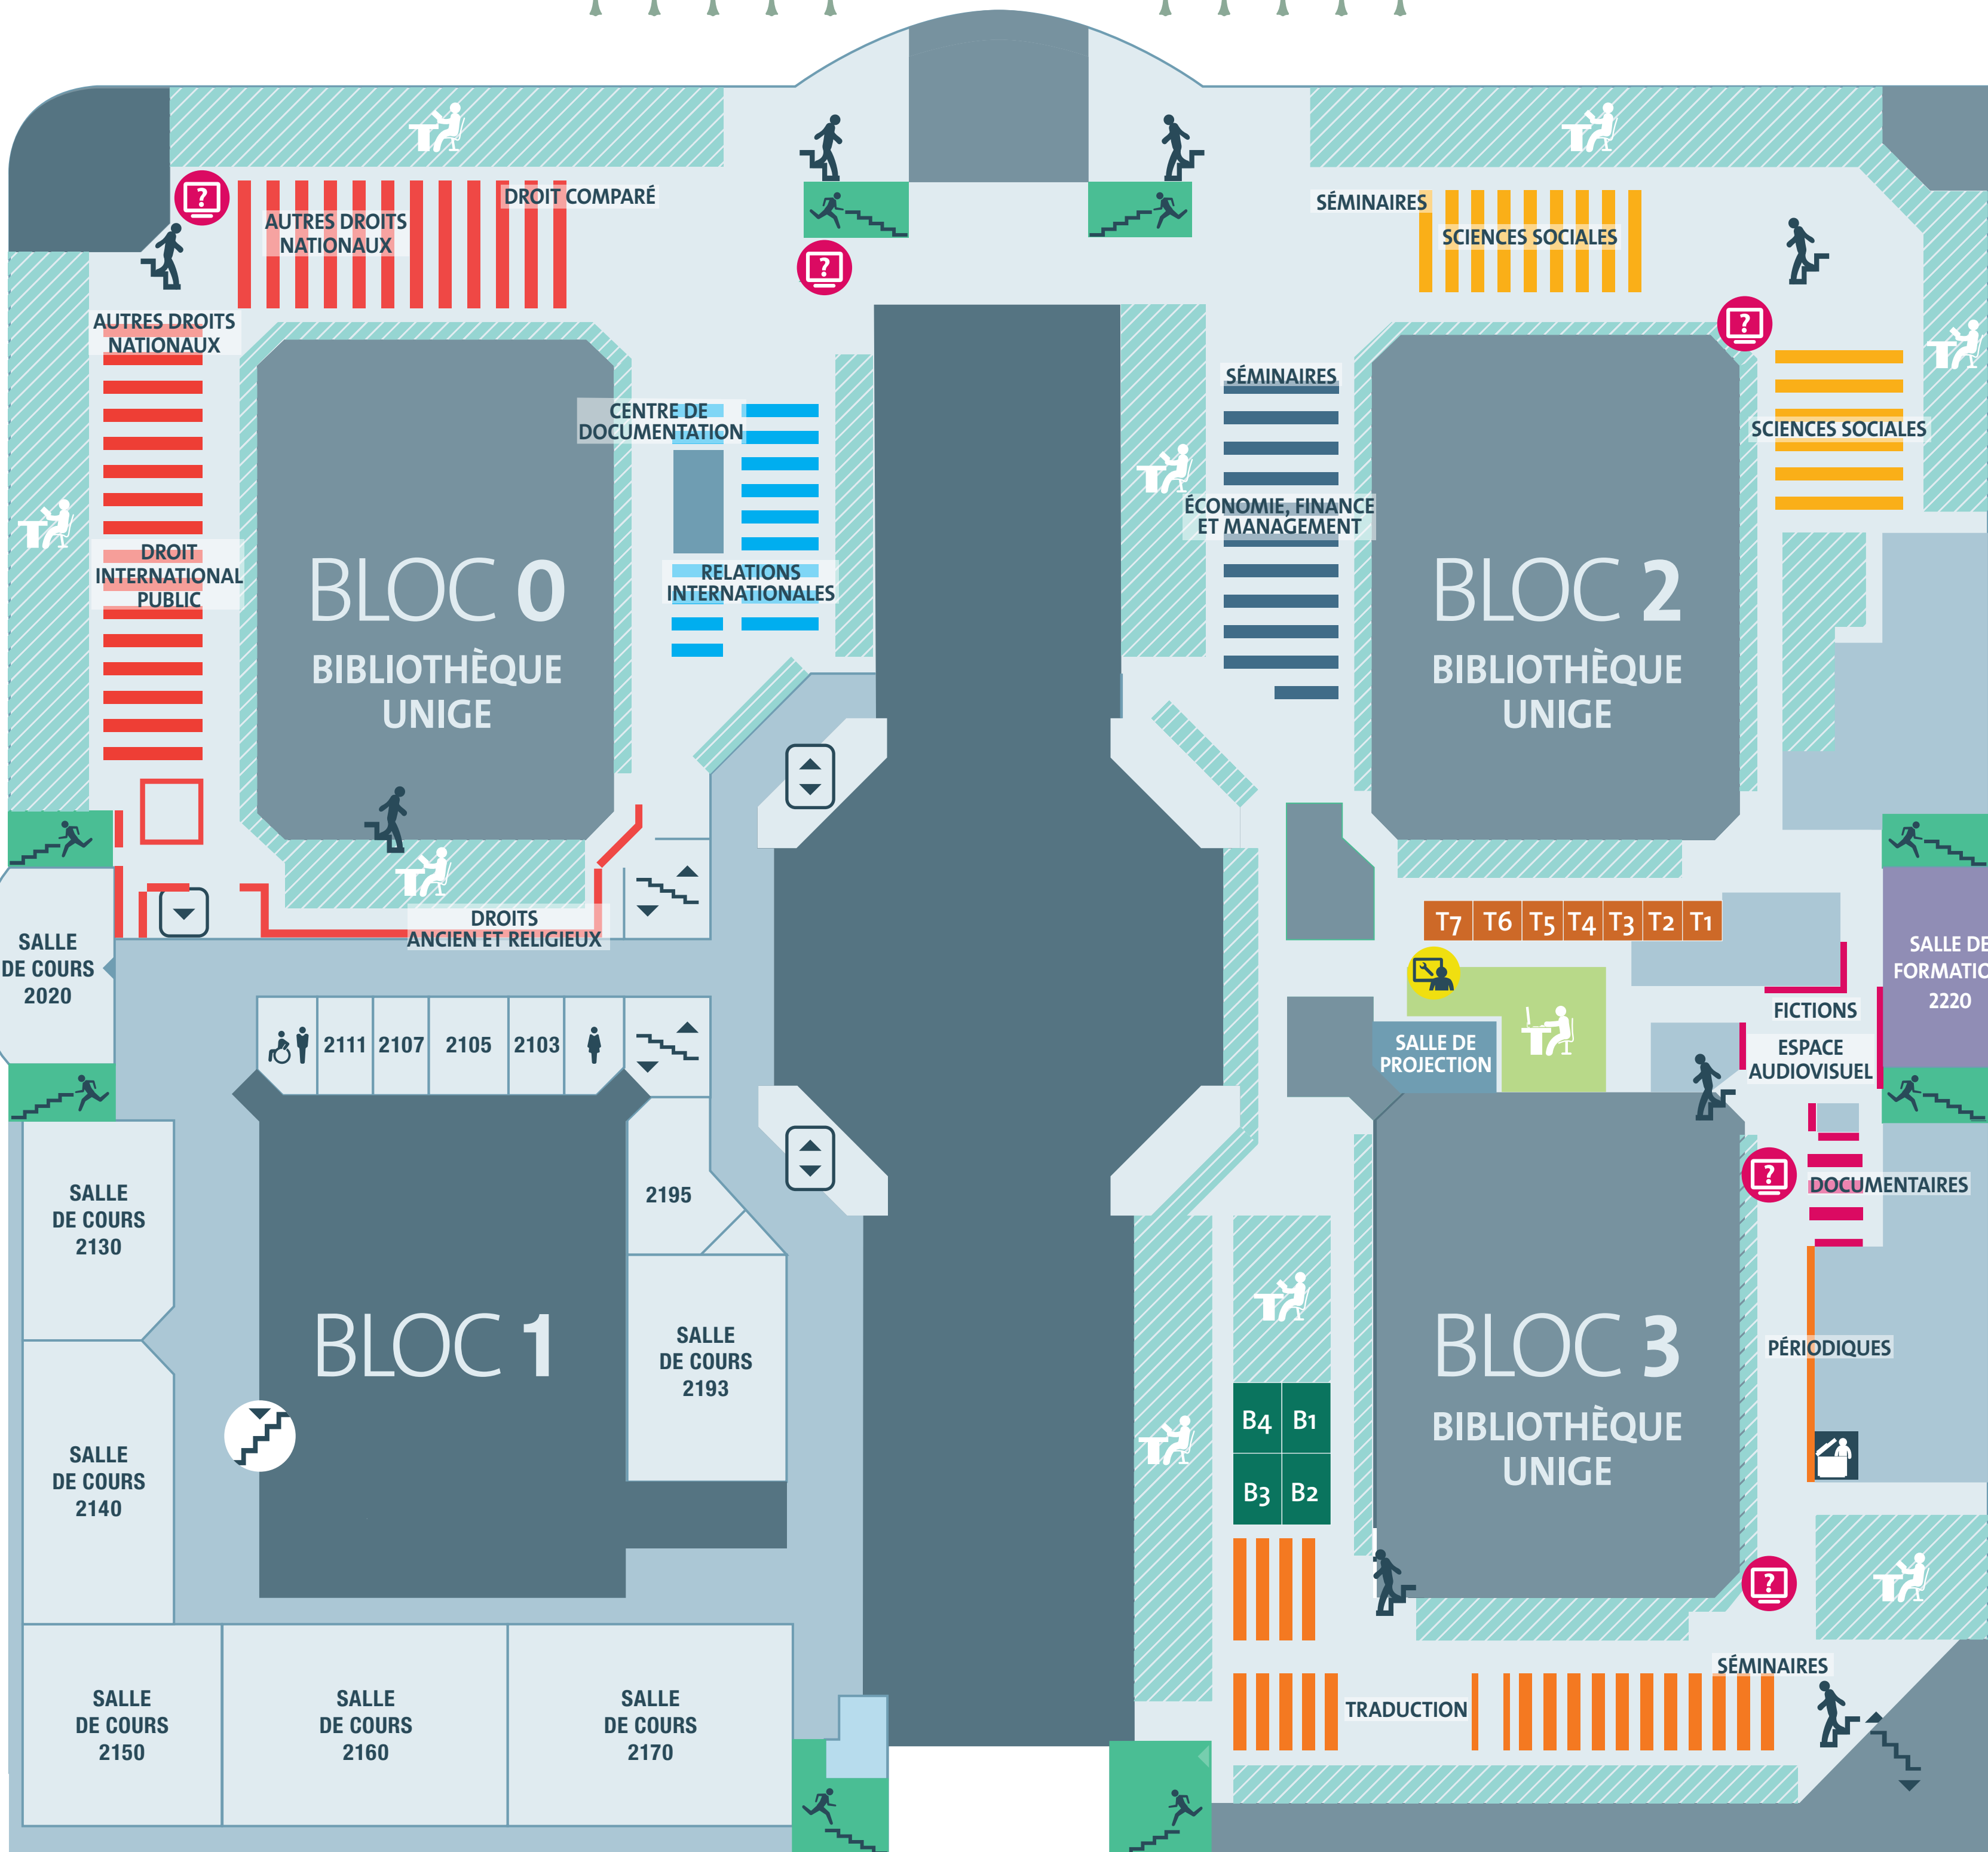 ?
AUTRES DROITS
NATIONAUX
DROIT COMPARÉ
?
SÉMINAIRES
SCIENCES SOCIALES
?
AUTRES DROITS
NATIONAUX
CENTRE DE
DOCUMENTATION
SÉMINAIRES
SCIENCES SOCIALES
ÉCONOMIE, FINANCE
ET MANAGEMENT
DROIT
INTERNATIONAL
PUBLIC
RELATIONS
INTERNATIONALES
BLOC 0
BIBLIOTHÈQUE
UNIGE
BLOC 2
BIBLIOTHÈQUE
UNIGE
DROITS
ANCIEN ET RELIGIEUX
SALLE
DE COURS
2020
T7 T6 T5 T4 T3 T2 T1
SALLE DE
FORMATIO
2220
FICTIONS
ESPACE
AUDIOVISUEL
SALLE DE
PROJECTION
2111 2107 2105 2103
2195
?
DOCUMENTAIRES
SALLE
DE COURS
2130
BLOC 1
SALLE
DE COURS
2193
BLOC 3
BIBLIOTHÈQUE
UNIGE
PÉRIODIQUES
B4 B1
B3 B2
SALLE
DE COURS
2140
?
SÉMINAIRES
TRADUCTION
SALLE
DE COURS
2150
SALLE
DE COURS
2160
SALLE
DE COURS
2170